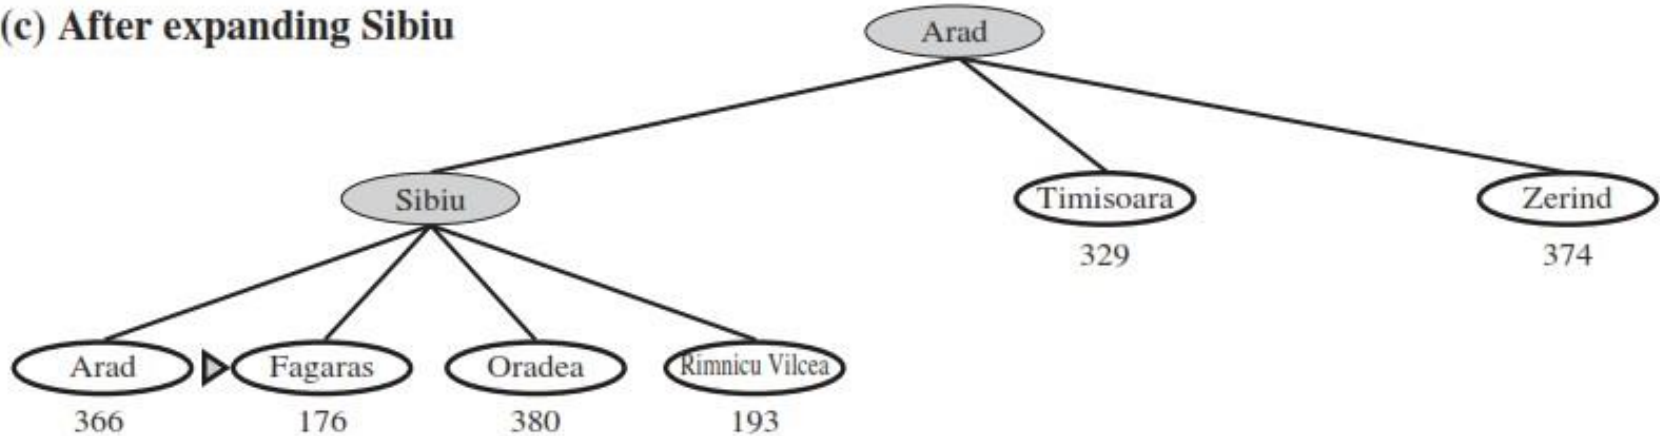 (c) After expanding Sibiu
Arad
Sibiu
Timisoara
Zerind
329
374
Arad
Fagaras
Oradea
Rimnicu Vilcea
366
176
380
193